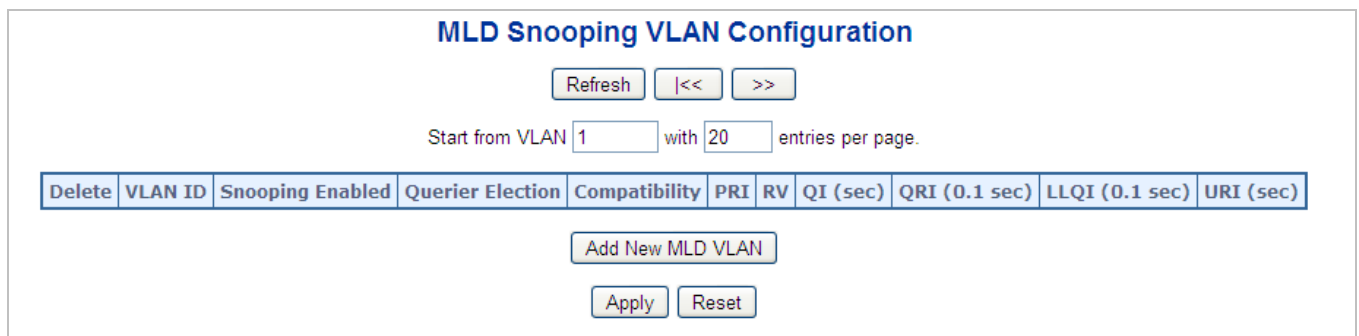 MLD Snooping VLAN Configuration
Refresh |<< >>
Start from VLAN 1 with 20 entries per page.
Delete VLAN ID Snooping Enabled Querier Election Compatibility PRI RV QI (sec) QRI (0.1 sec) LLQI (0.1 sec) URI (sec)
Add New MLD VLAN
Apply Reset